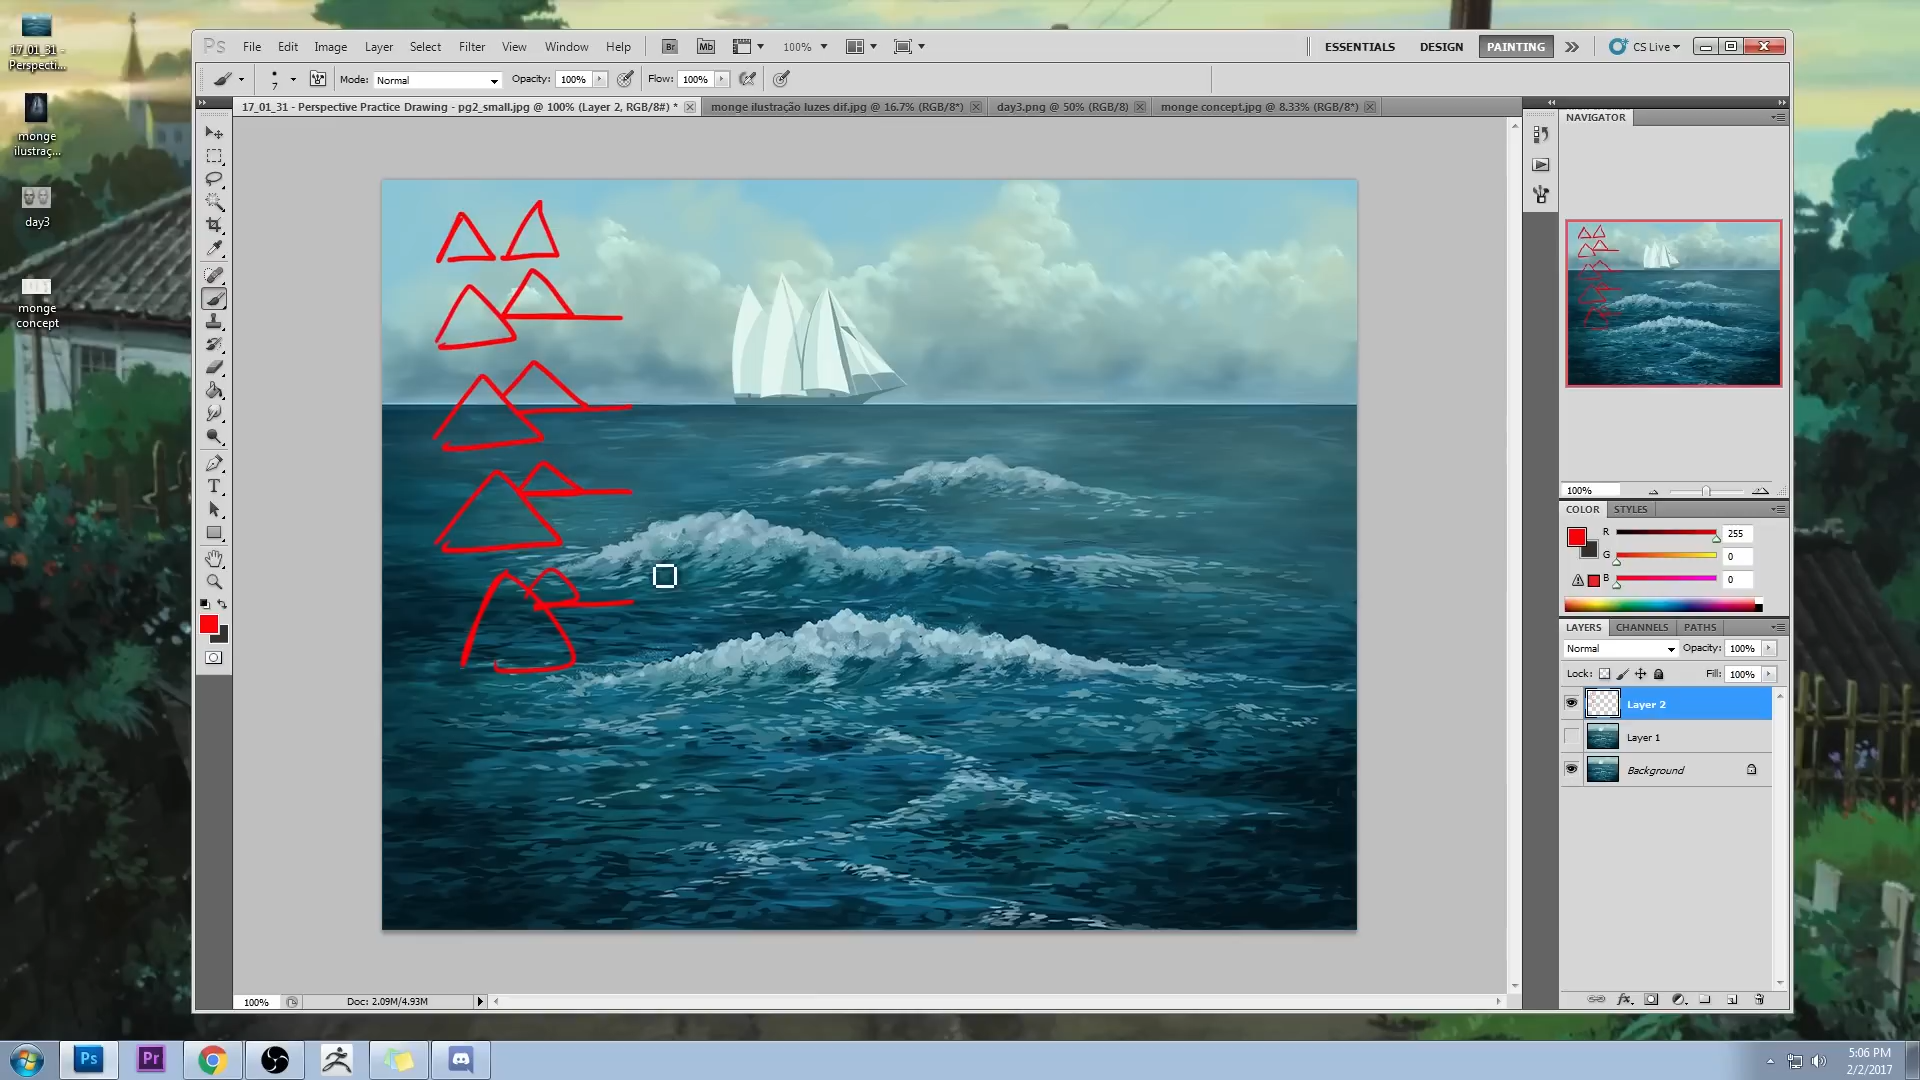 17_01_31 -
Perspecti...
monge
ilustraç...
day3
monge
concept
Ps File Edit Image Layer Select Filter View Window Help Br Mb 100% ESSENTIALS DESIGN PAINTING CS Live
7 Mode: Normal Opacity: 100% Flow: 100%
17_01_31 - Perspective Practice Drawing - pg2_small.jpg @ 100% (Layer 2, RGB/8#) * monge ilustração luzes dif.jpg @ 16.7% (RGB/8*) day3.png @ 50% (RGB/8) monge concept.jpg @ 8.33% (RGB/8*)
NAVIGATOR
100%
COLOR STYLES
R 255
G 0
B 0
LAYERS CHANNELS PATHS
Normal Opacity: 100%
Lock: Fill: 100%
Layer 2
Layer 1
Background
100% Doc: 2.09M/4.93M
Ps Pr
5:06 PM
2/2/2017